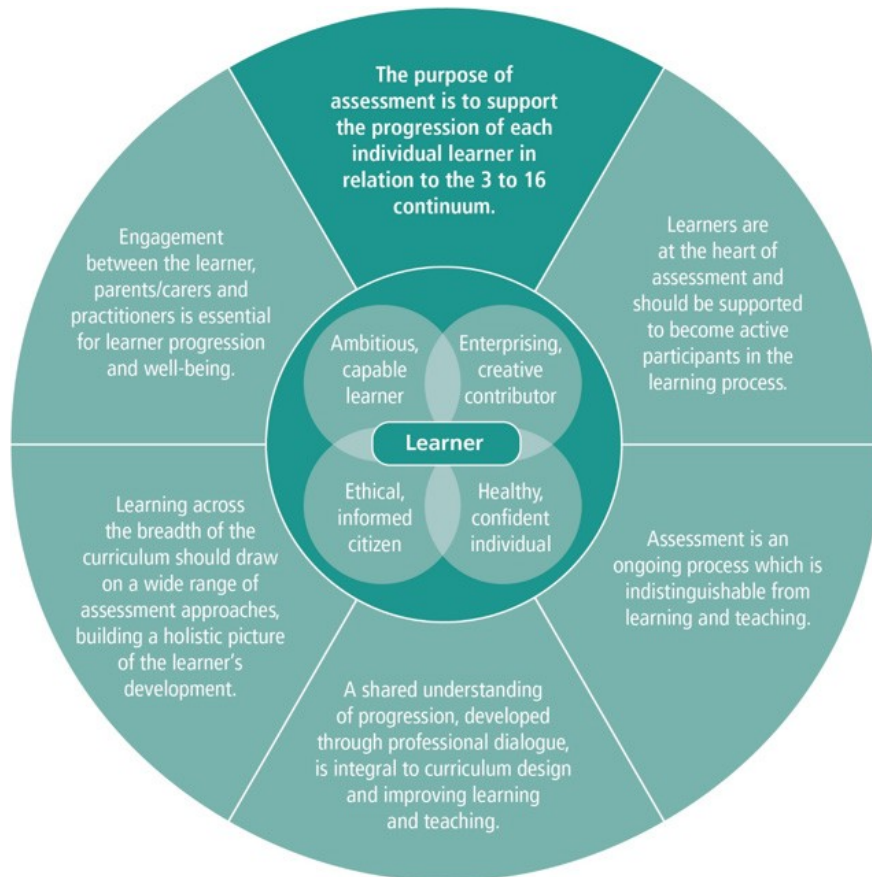 The purpose of
assessment is to support
the progression of each
individual learner in
relation to the 3 to 16
continuum.
Learners are
at the heart of
assessment and
should be supported
to become active
participants in the
learning process.
Assessment is an
ongoing process which is
indistinguishable from
learning and teaching.
A shared understanding
of progression, developed
through professional dialogue,
is integral to curriculum design
and improving learning
and teaching.
Learning across
the breadth of the
curriculum should draw
on a wide range of
assessment approaches,
building a holistic picture
of the learner’s
development.
Engagement
between the learner,
parents/carers and
practitioners is essential
for learner progression
and well-being.
Ambitious,
capable
learner
Enterprising,
creative
contributor
Learner
Ethical,
informed
citizen
Healthy,
confident
individual